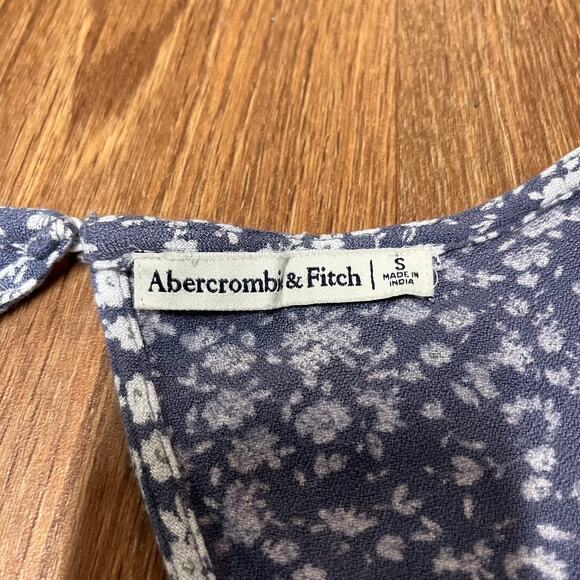 Abercrombie & Fitch | S
MADE IN
INDIA